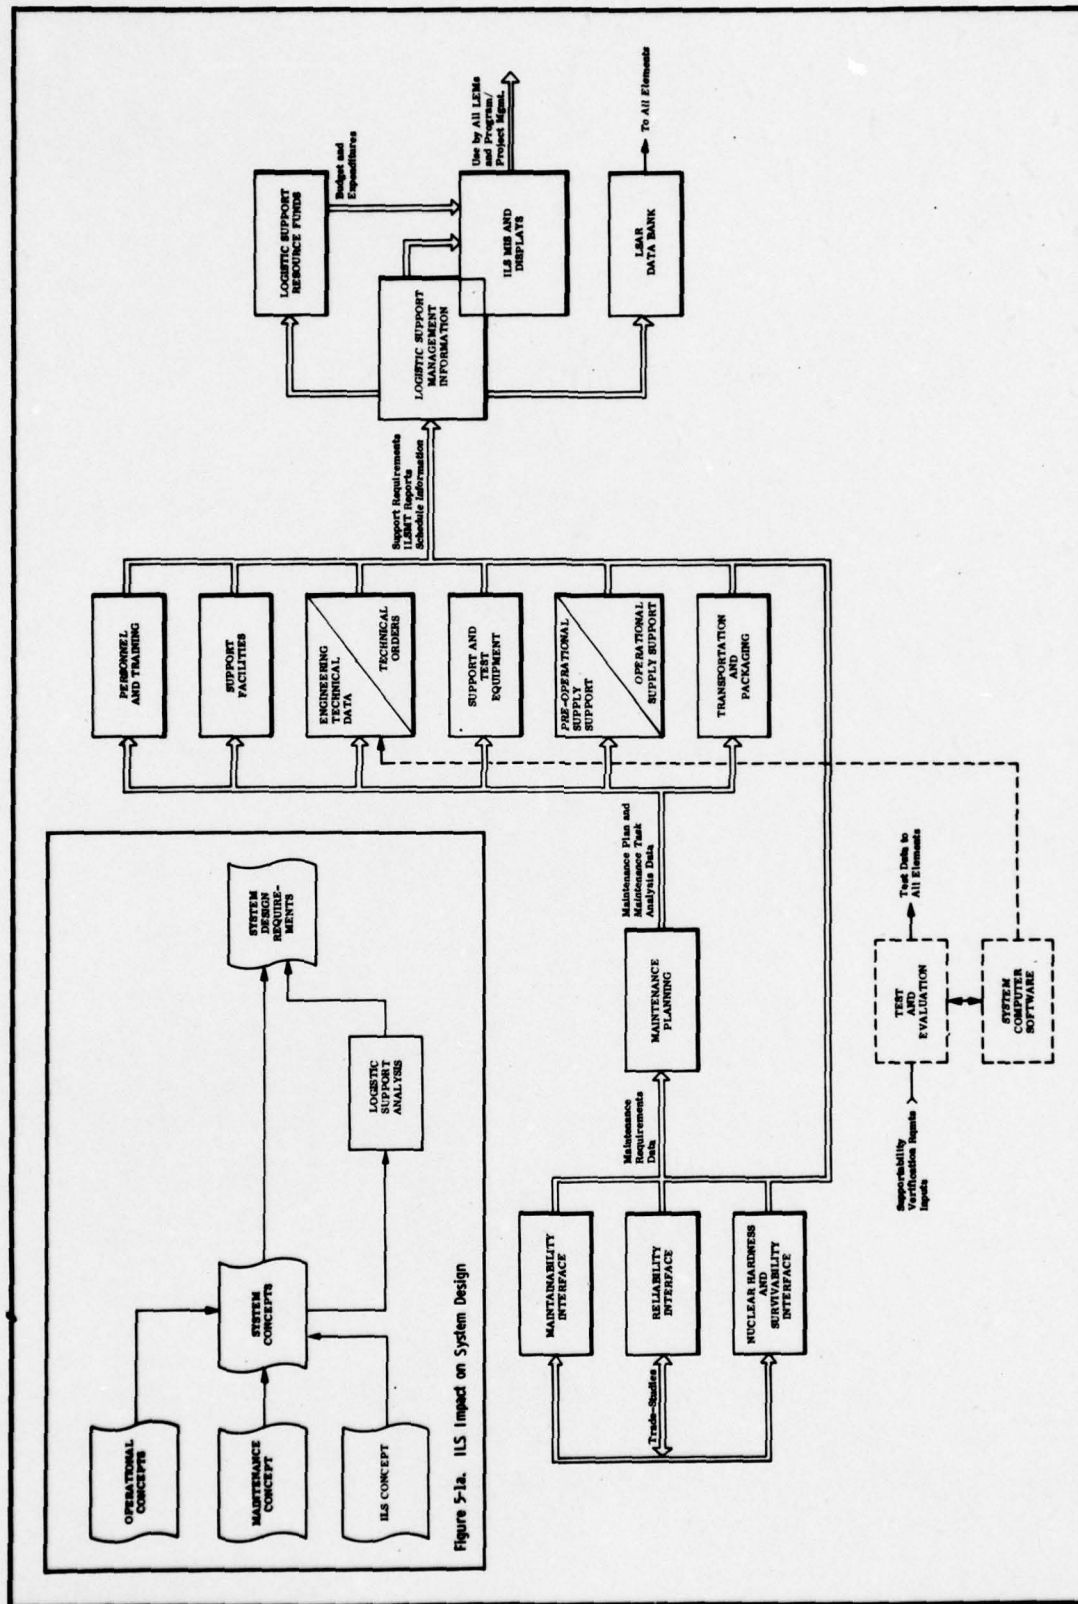 OPERATIONAL
CONCEPTS
MAINTENANCE
CONCEPT
ILS CONCEPT
SYSTEM
CONCEPTS
LOGISTIC
SUPPORT
ANALYSIS
SYSTEM
DESIGN
REQUIRE-
MENTS
Figure 5-1a. ILS Impact on System Design
Trade-Studies
MAINTAINABILITY
INTERFACE
RELIABILITY
INTERFACE
NUCLEAR HARDNESS
AND
SURVIVABILITY
INTERFACE
Maintenance
Requirements
Data
MAINTENANCE
PLANNING
Maintenance Plan and
Maintenance Task
Analysis Data
Supportability
Verification Rqmts
Inputs
TEST
AND
EVALUATION
Test Data to
All Elements
SYSTEM
COMPUTER
SOFTWARE
PERSONNEL
AND TRAINING
SUPPORT
FACILITIES
ENGINEERING
TECHNICAL
DATA
TECHNICAL
ORDERS
SUPPORT AND
TEST
EQUIPMENT
PRE-OPERATIONAL
SUPPLY
SUPPORT
OPERATIONAL
SUPPLY SUPPORT
TRANSPORTATION
AND
PACKAGING
Support Requirements
ILSMT Reports
Schedule Information
LOGISTIC SUPPORT
MANAGEMENT
INFORMATION
LOGISTIC SUPPORT
RESOURCE FUNDS
Budget and
Expenditures
ILS MIS AND
DISPLAYS
Use by All LEMs
and Program/
Project Mgmt.
LSAR
DATA BANK
To All Elements